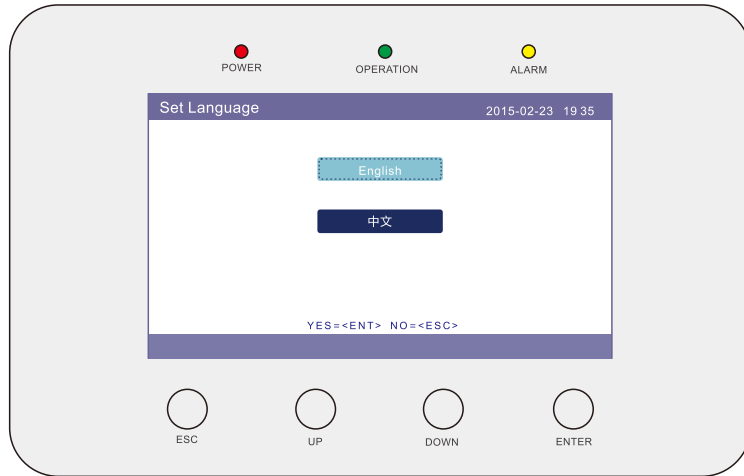 POWER OPERATION ALARM
Set Language 2015-02-23 19 35
English
中文
YES=<ENT> NO=<ESC>
ESC UP DOWN ENTER